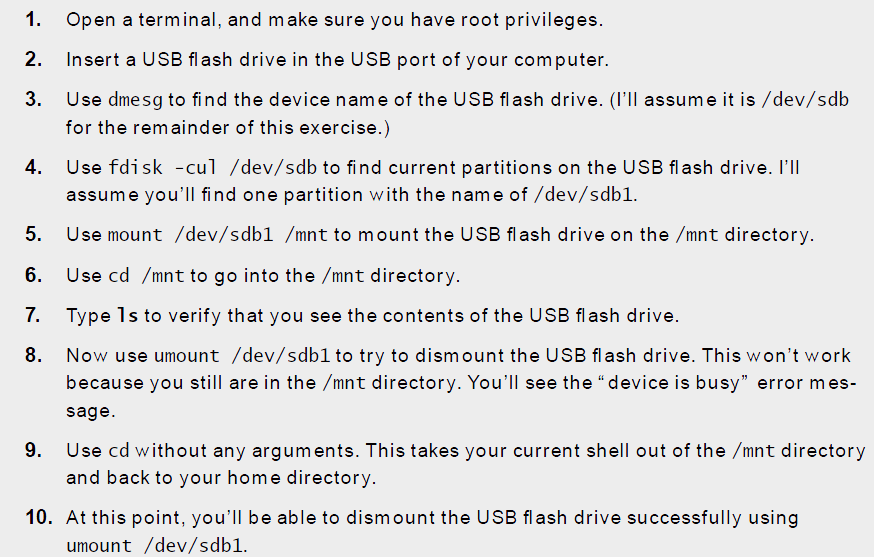 1. Open a terminal, and make sure you have root privileges.
2. Insert a USB flash drive in the USB port of your computer.
3. Use dmesg to find the device name of the USB flash drive. (I’ll assume it is /dev/sdb
for the remainder of this exercise.)
4. Use fdisk -cul /dev/sdb to find current partitions on the USB flash drive. I’ll
assume you’ll find one partition with the name of /dev/sdb1.
5. Use mount /dev/sdb1 /mnt to mount the USB flash drive on the /mnt directory.
6. Use cd /mnt to go into the /mnt directory.
7. Type ls to verify that you see the contents of the USB flash drive.
8. Now use umount /dev/sdb1 to try to dismount the USB flash drive. This won’t work
because you still are in the /mnt directory. You’ll see the “device is busy” error mes-
sage.
9. Use cd without any arguments. This takes your current shell out of the /mnt directory
and back to your home directory.
10. At this point, you’ll be able to dismount the USB flash drive successfully using
umount /dev/sdb1.